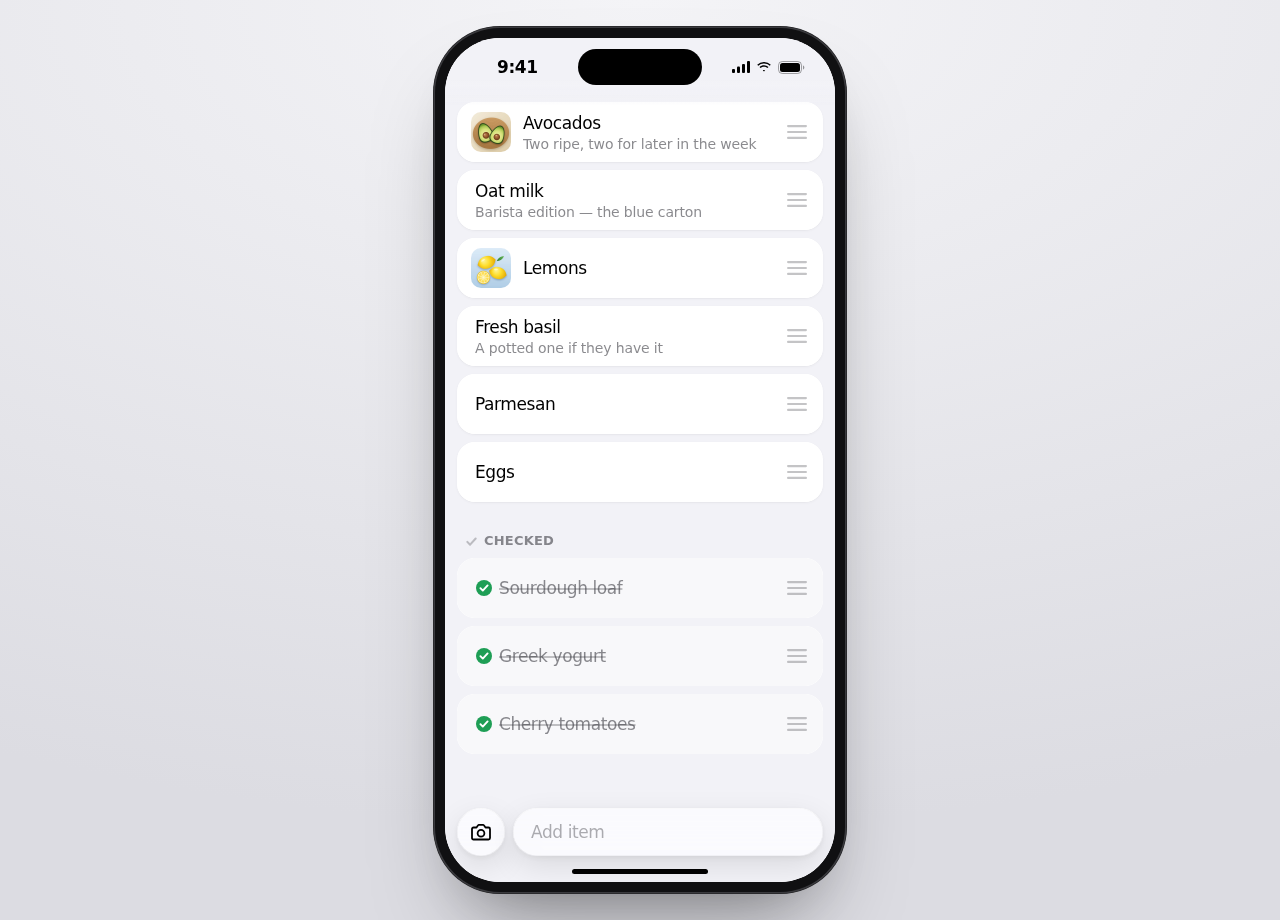 9:41
Avocados
Two ripe, two for later in the week
Oat milk
Barista edition — the blue carton
Lemons
Fresh basil
A potted one if they have it
Parmesan
Eggs
CHECKED
Sourdough loaf
Greek yogurt
Cherry tomatoes
Add item